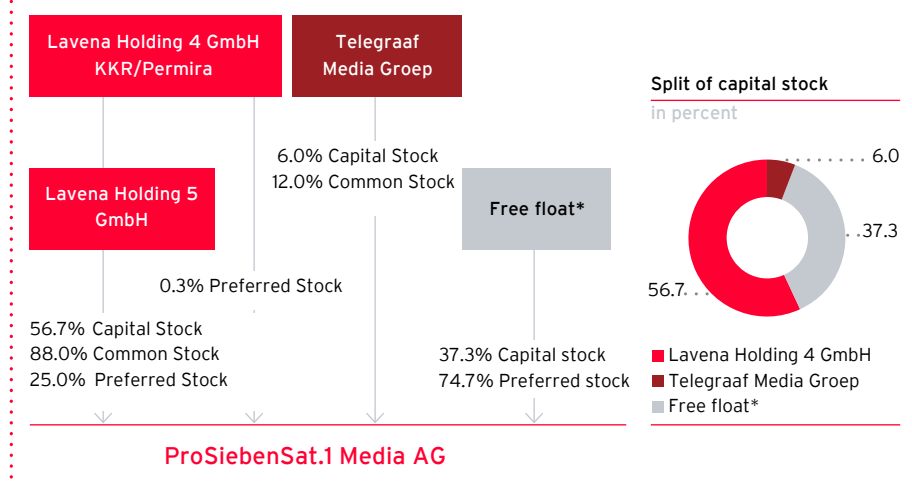 Lavena Holding 4 GmbH
KKR/Permira
Telegraaf
Media Groep
6.0% Capital Stock
12.0% Common Stock
Lavena Holding 5
GmbH
Free float*
0.3% Preferred Stock
56.7% Capital Stock
88.0% Common Stock
25.0% Preferred Stock
37.3% Capital stock
74.7% Preferred stock
ProSiebenSat.1 Media AG
Split of capital stock
in percent
6.0
37.3
56.7
Lavena Holding 4 GmbH
Telegraaf Media Groep
Free float*